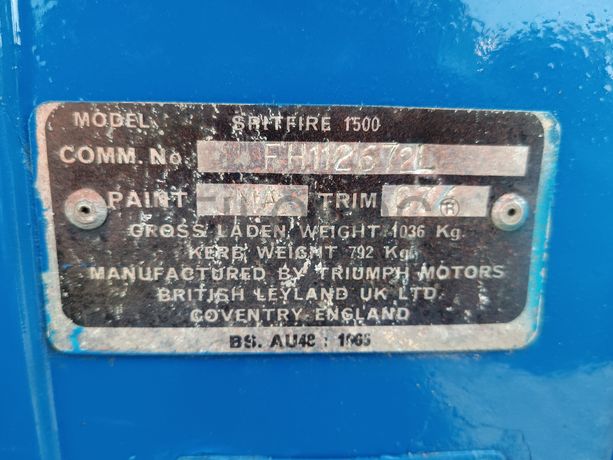 MODEL SPITFIRE 1500
COMM. No FH112672L
PAINT TRIM
GROSS LADEN WEIGHT 1036 Kg.
KERB WEIGHT 792 Kg.
MANUFACTURED BY TRIUMPH MOTORS
BRITISH LEYLAND UK LTD.
COVENTRY ENGLAND
BS. AU48 : 1965